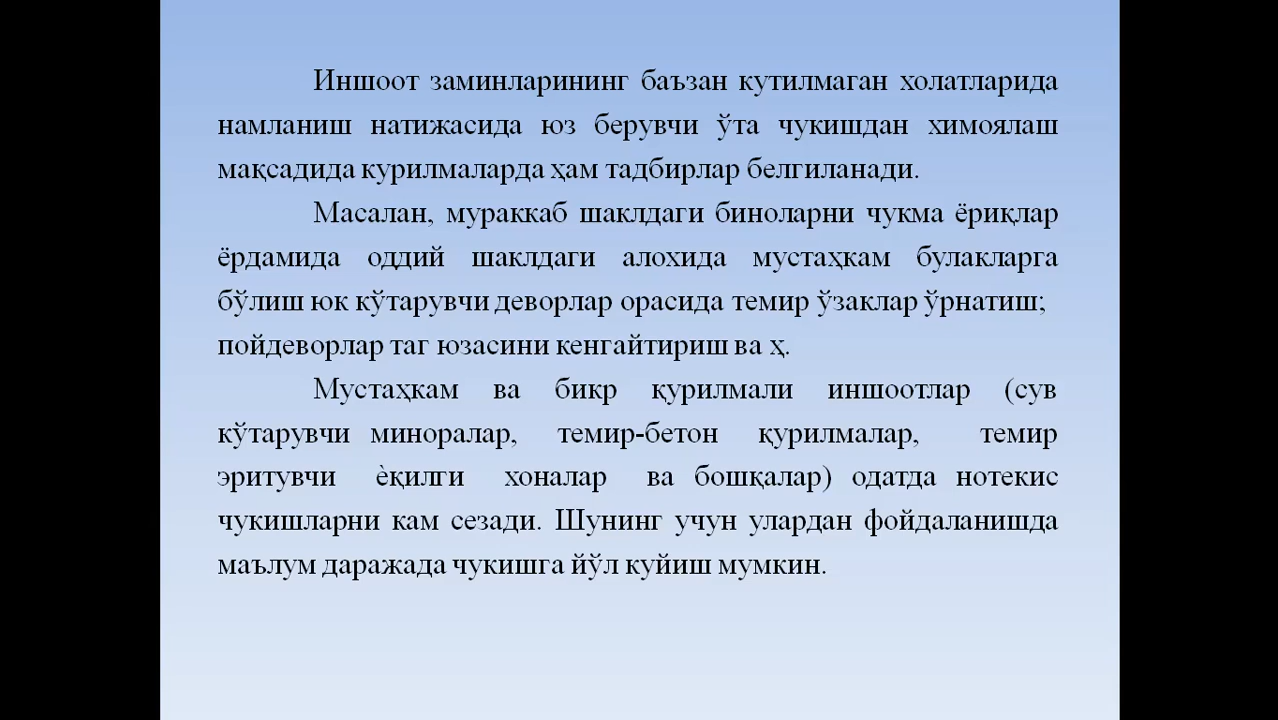 Иншоот заминларининг баъзан кутилмаган холатларида
намланиш натижасида юз берувчи ўта чукишдан химоялаш
мақсадида курилмаларда ҳам тадбирлар белгиланади.
Масалан, мураккаб шаклдаги биноларни чукма ёриқлар
ёрдамида оддий шаклдаги алохида мустаҳкам булакларга
бўлиш юк кўтарувчи деворлар орасида темир ўзаклар ўрнатиш;
пойдеворлар таг юзасини кенгайтириш ва ҳ.
Мустаҳкам ва бикр қурилмали иншоотлар (сув
кўтарувчи миноралар, темир-бетон қурилмалар, темир
эритувчи ѐқилги хоналар ва бошқалар) одатда нотекис
чукишларни кам сезади. Шунинг учун улардан фойдаланишда
маълум даражада чукишга йўл куйиш мумкин.